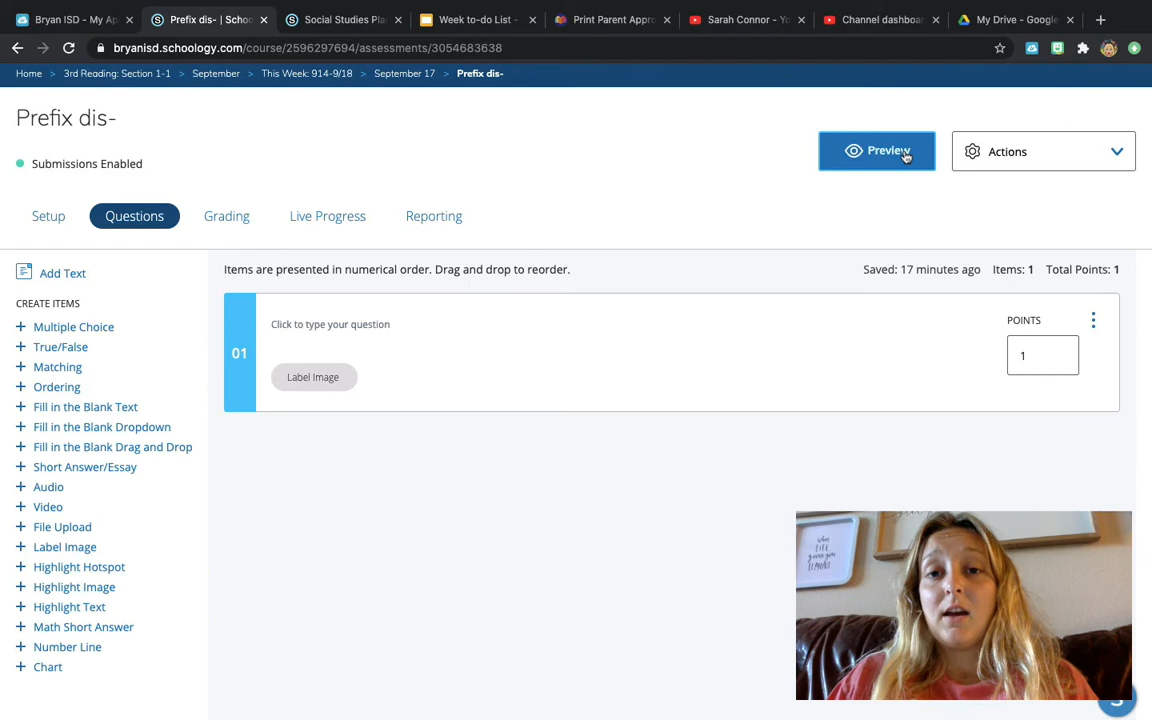 Bryan ISD - My Ap
Prefix dis- | Schoo
Social Studies Pla
Week to-do List -
Print Parent Appro
Sarah Connor - Yo
Channel dashboar
My Drive - Google
bryanisd.schoology.com/course/2596297694/assessments/3054683638
Home > 3rd Reading: Section 1-1 > September > This Week: 914-9/18 > September 17 > Prefix dis-
Prefix dis-
Submissions Enabled
Preview
Actions
Setup
Questions
Grading
Live Progress
Reporting
Add Text
Items are presented in numerical order. Drag and drop to reorder.
Saved: 17 minutes ago Items: 1 Total Points: 1
CREATE ITEMS
+ Multiple Choice
+ True/False
+ Matching
+ Ordering
+ Fill in the Blank Text
+ Fill in the Blank Dropdown
+ Fill in the Blank Drag and Drop
+ Short Answer/Essay
+ Audio
+ Video
+ File Upload
+ Label Image
+ Highlight Hotspot
+ Highlight Image
+ Highlight Text
+ Math Short Answer
+ Number Line
+ Chart
01
Click to type your question
Label Image
POINTS
1